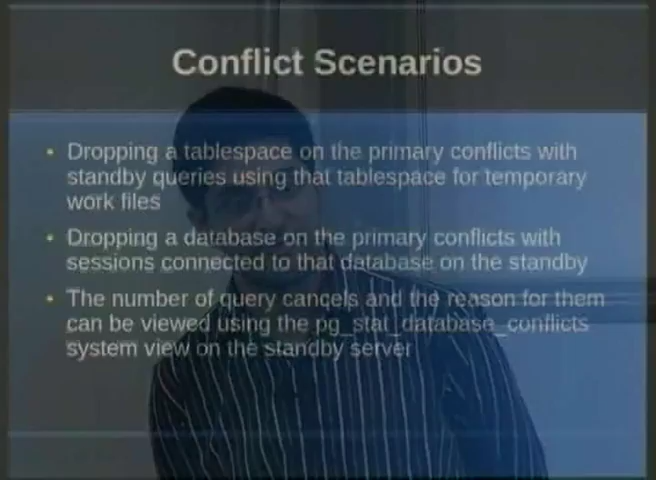 Conflict Scenarios
• Dropping a tablespace on the primary conflicts with
standby queries using that tablespace for temporary
work files
• Dropping a database on the primary conflicts with
sessions connected to that database on the standby
• The number of query cancels and the reason for them
can be viewed using the pg_stat_database_conflicts
system view on the standby server